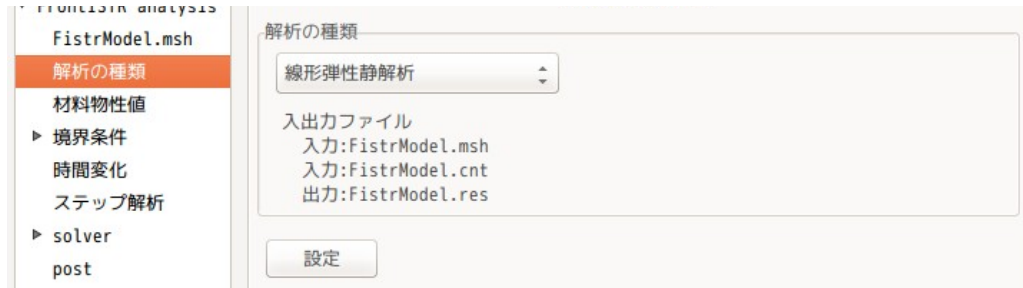 FrontISTR analysis
FistrModel.msh
解析の種類
材料物性値
境界条件
時間変化
ステップ解析
solver
post
解析の種類
線形弾性静解析
入出力ファイル
入力:FistrModel.msh
入力:FistrModel.cnt
出力:FistrModel.res
設定